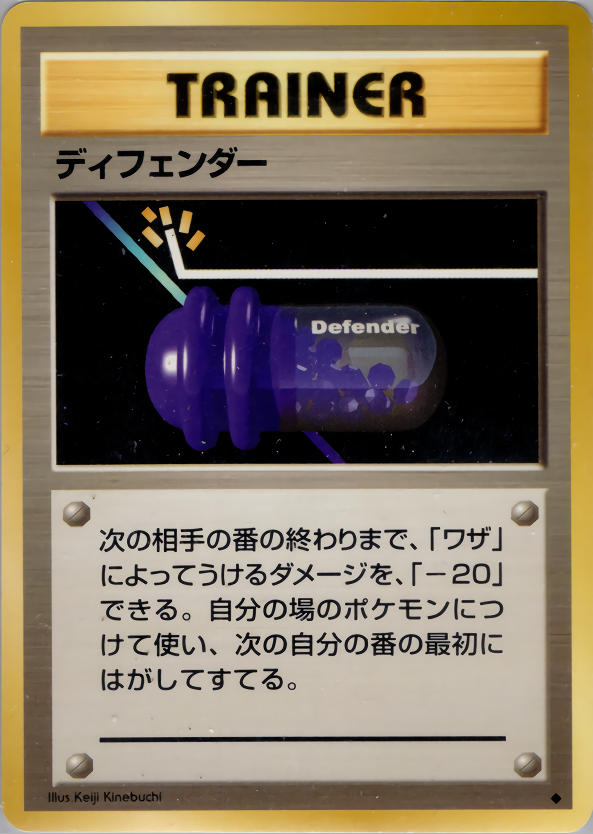 TRAINER
ディフェンダー
Defender
次の相手の番の終わりまで、「ワザ」
によってうけるダメージを、「－20」
できる。自分の場のポケモンにつ
けて使い、次の自分の番の最初に
はがしてすてる。
Illus. Keiji Kinebuchi